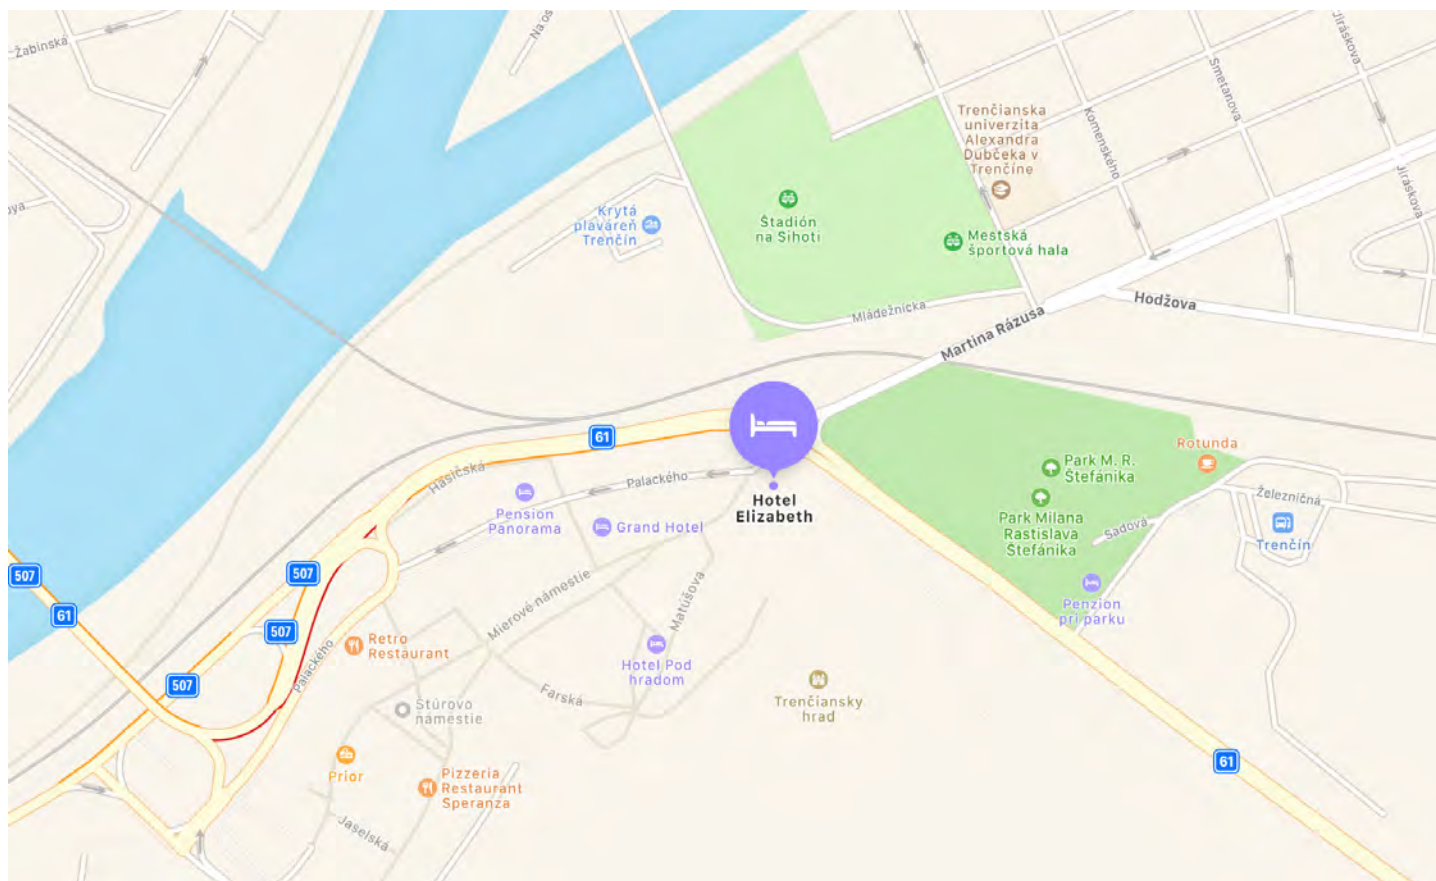 Žabinská
Na os
Jiráskova
Smetanova
Trenčianska
univerzita
Alexandra
Dubčeka v
Trenčíne
Komenského
Jiráskova
oya
Krytá
plaváreň
Trenčín
Štadión
na Sihoti
Mestská
športová hala
Mládežnícka
Hodžova
Martina Rázusa
61
Hasičská
Palackého
Rotunda
Park M. R.
Štefánika
Park Milana
Rastislava
Štefánika
Sadová
Železničná
Trenčín
Hotel
Elizabeth
Pension
Panorama
Grand Hotel
507
507
61
507
507
Mierové námestie
Matúšova
Penzion
pri parku
Retro
Restaurant
Palackého
Hotel Pod
hradom
Farská
Trenčiansky
hrad
Štúrovo
námestie
61
Prior
Pizzeria
Restaurant
Speranza
Jaselská